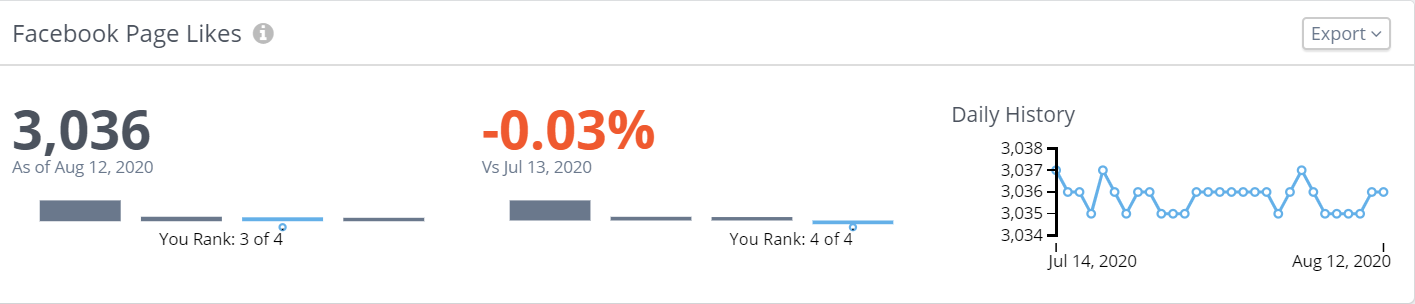 Facebook Page Likes
Export
3,036
As of Aug 12, 2020
You Rank: 3 of 4
-0.03%
Vs Jul 13, 2020
You Rank: 4 of 4
Daily History
3,038
3,037
3,036
3,035
3,034
Jul 14, 2020
Aug 12, 2020